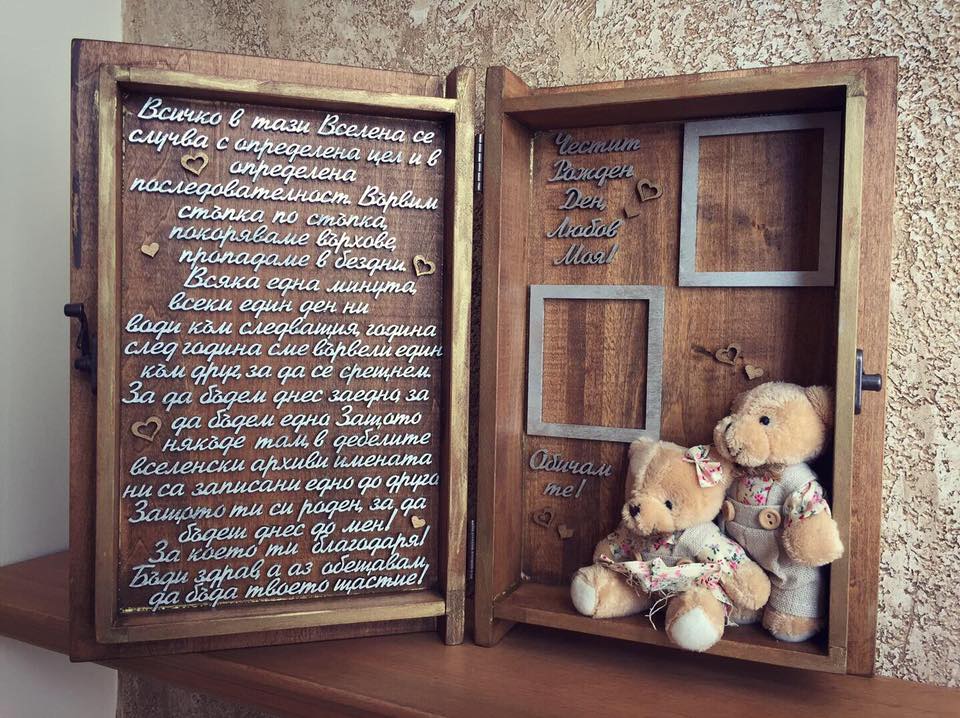 Всичко в тази Вселена се
случва с определена цел и в
определена
последователност. Вървим
стъпка по стъпка,
покоряваме върхове,
пропадаме в бездни.
Всяка една минута,
всеки един ден ни
води към следващия, година
след година сме вървели един
към друг, за да се срещнем.
За да бъдем днес заедно, за
да бъдем едно. Защото
някъде там, в дебелите
вселенски архиви имената
ни са записани едно до друго.
Защото ти си роден, за да
бъдеш днес до мен!
За което ти благодаря!
Бъди здрав, а аз обещавам,
да бъда твоето щастие!
Честит
Рожден
Ден,
Любов
Моя!
Обичам
те!